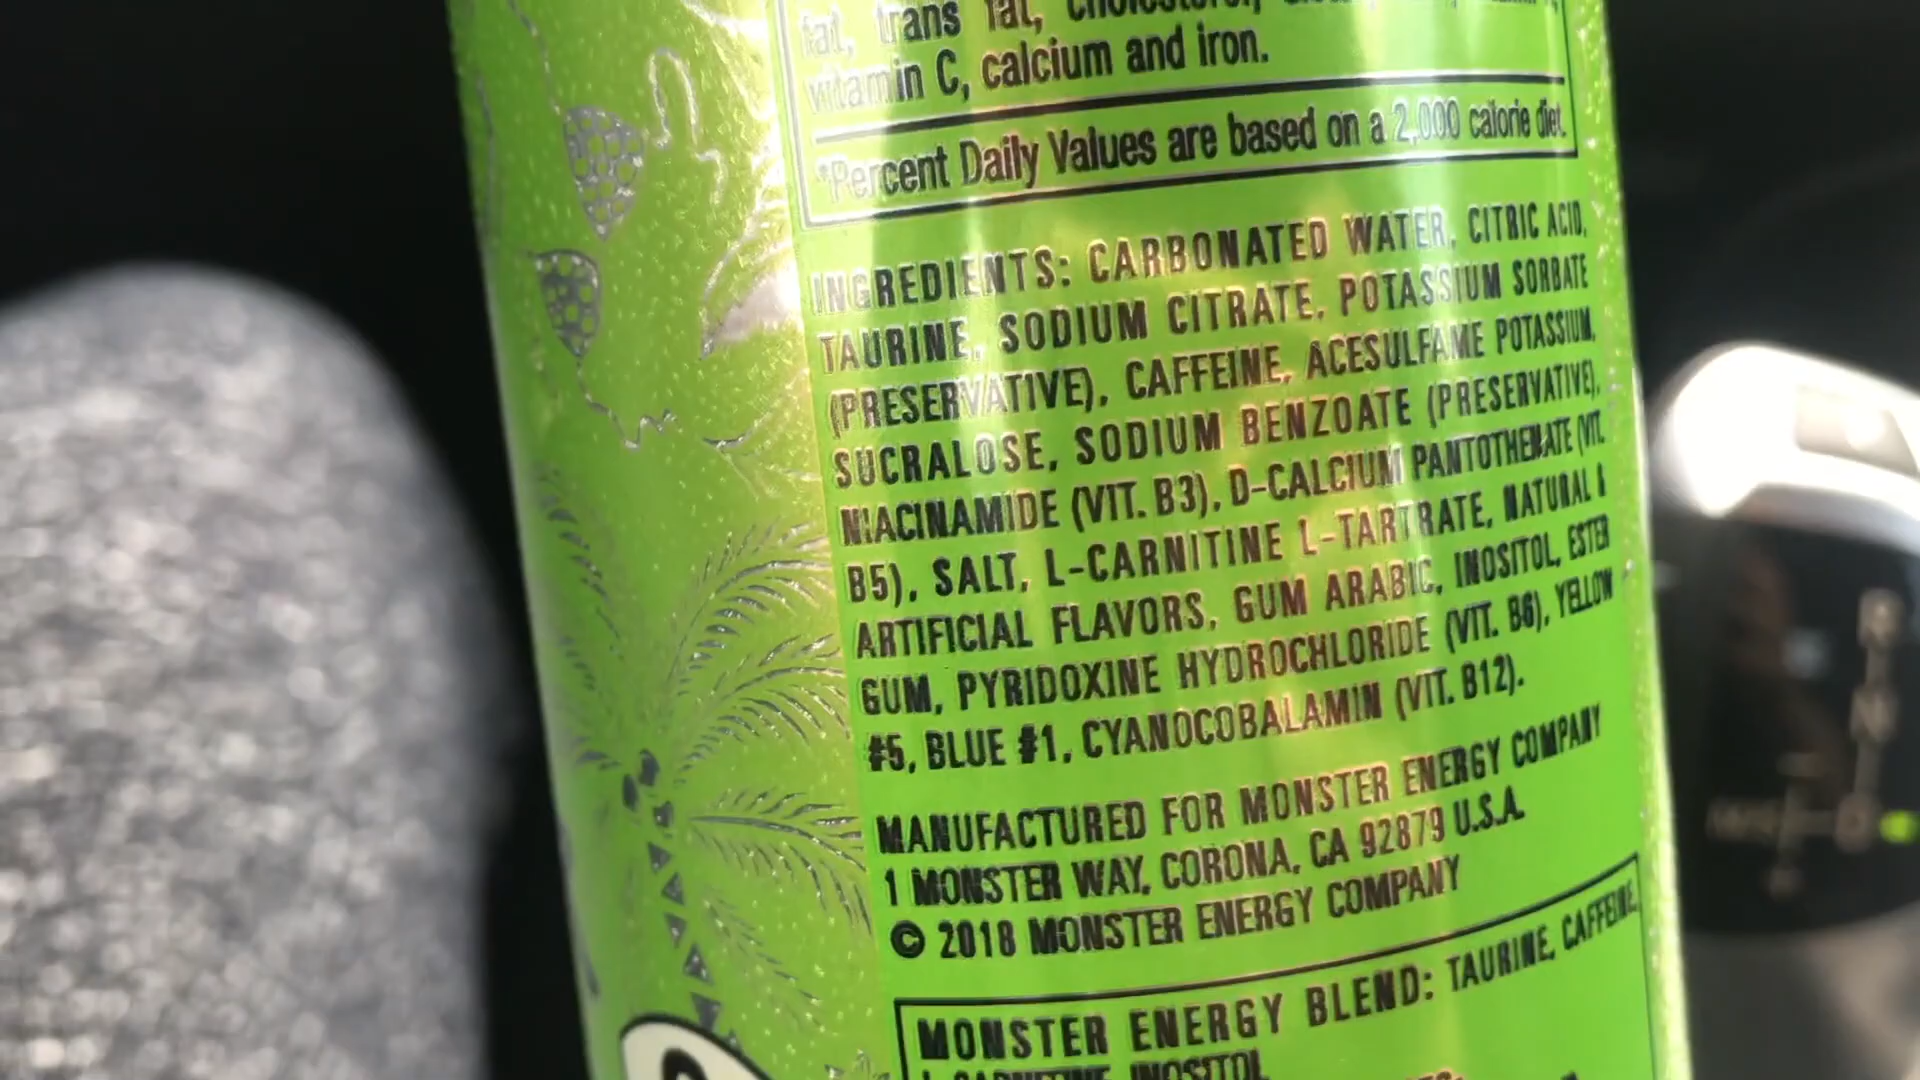 fat, trans fat, cholesterol,
vitamin C, calcium and iron.
*Percent Daily Values are based on a 2,000 calorie diet.
INGREDIENTS: CARBONATED WATER, CITRIC ACID,
TAURINE, SODIUM CITRATE, POTASSIUM SORBATE
(PRESERVATIVE), CAFFEINE, ACESULFAME POTASSIUM,
SUCRALOSE, SODIUM BENZOATE (PRESERVATIVE),
NIACINAMIDE (VIT. B3), D-CALCIUM PANTOTHENATE (VIT.
B5), SALT, L-CARNITINE L-TARTRATE, NATURAL &
ARTIFICIAL FLAVORS, GUM ARABIC, INOSITOL, ESTER
GUM, PYRIDOXINE HYDROCHLORIDE (VIT. B6), YELLOW
#5, BLUE #1, CYANOCOBALAMIN (VIT. B12).
MANUFACTURED FOR MONSTER ENERGY COMPANY
1 MONSTER WAY, CORONA, CA 92879 U.S.A.
© 2018 MONSTER ENERGY COMPANY
MONSTER ENERGY BLEND: TAURINE, CAFFEINE,
L-CARNITINE, INOSITOL
R
N
D